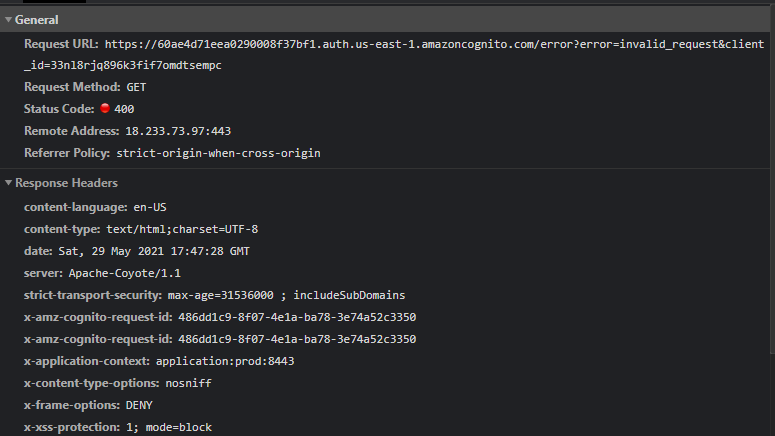 General
Request URL: https://60ae4d71eea0290008f37bf1.auth.us-east-1.amazoncognito.com/error?error=invalid_request&client
_id=33nl8rjq896k3fif7omdtsempc
Request Method: GET
Status Code: 400
Remote Address: 18.233.73.97:443
Referrer Policy: strict-origin-when-cross-origin
Response Headers
content-language: en-US
content-type: text/html;charset=UTF-8
date: Sat, 29 May 2021 17:47:28 GMT
server: Apache-Coyote/1.1
strict-transport-security: max-age=31536000 ; includeSubDomains
x-amz-cognito-request-id: 486dd1c9-8f07-4e1a-ba78-3e74a52c3350
x-amz-cognito-request-id: 486dd1c9-8f07-4e1a-ba78-3e74a52c3350
x-application-context: application:prod:8443
x-content-type-options: nosniff
x-frame-options: DENY
x-xss-protection: 1; mode=block